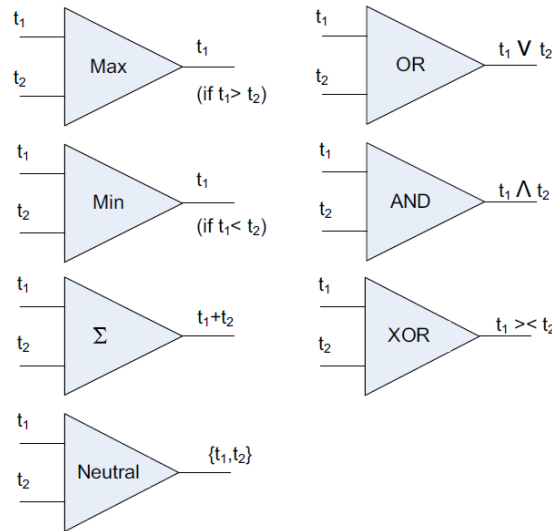 t₁
t₂
Max
t₁
(if t₁> t₂)
t₁
t₂
OR
t₁ V t₂
t₁
t₂
Min
t₁
(if t₁< t₂)
t₁
t₂
AND
t₁ Λ t₂
t₁
t₂
Σ
t₁+t₂
t₁
t₂
XOR
t₁ >< t₂
t₁
t₂
Neutral
{t₁,t₂}